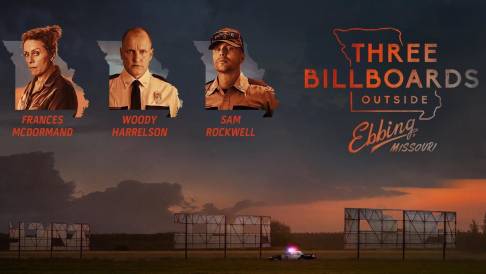 FRANCES
MCDORMAND
WOODY
HARRELSON
SAM
ROCKWELL
THREE
BILLBOARDS
OUTSIDE
Ebbing,
MISSOURI